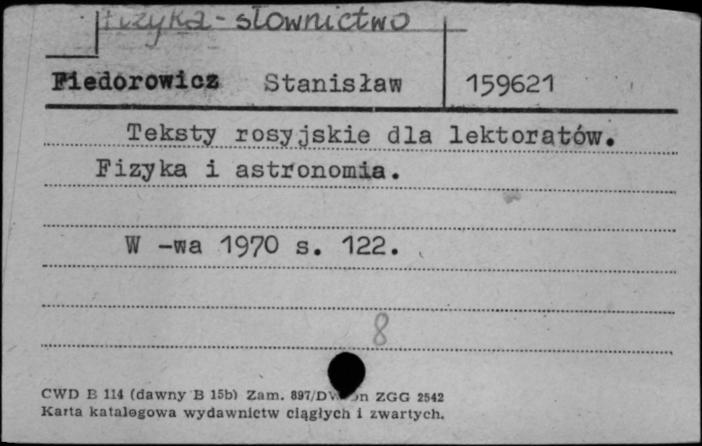 fizyka - słownictwo
Fiedorowicz Stanisław 159621
Teksty rosyjskie dla lektoratów.
Fizyka i astronomia.
W -wa 1970 s. 122.
8
CWD B 114 (dawny B 15b) Zam. 897/ ZGG 2542
Karta katalogowa wydawnictw ciągłych i zwartych.